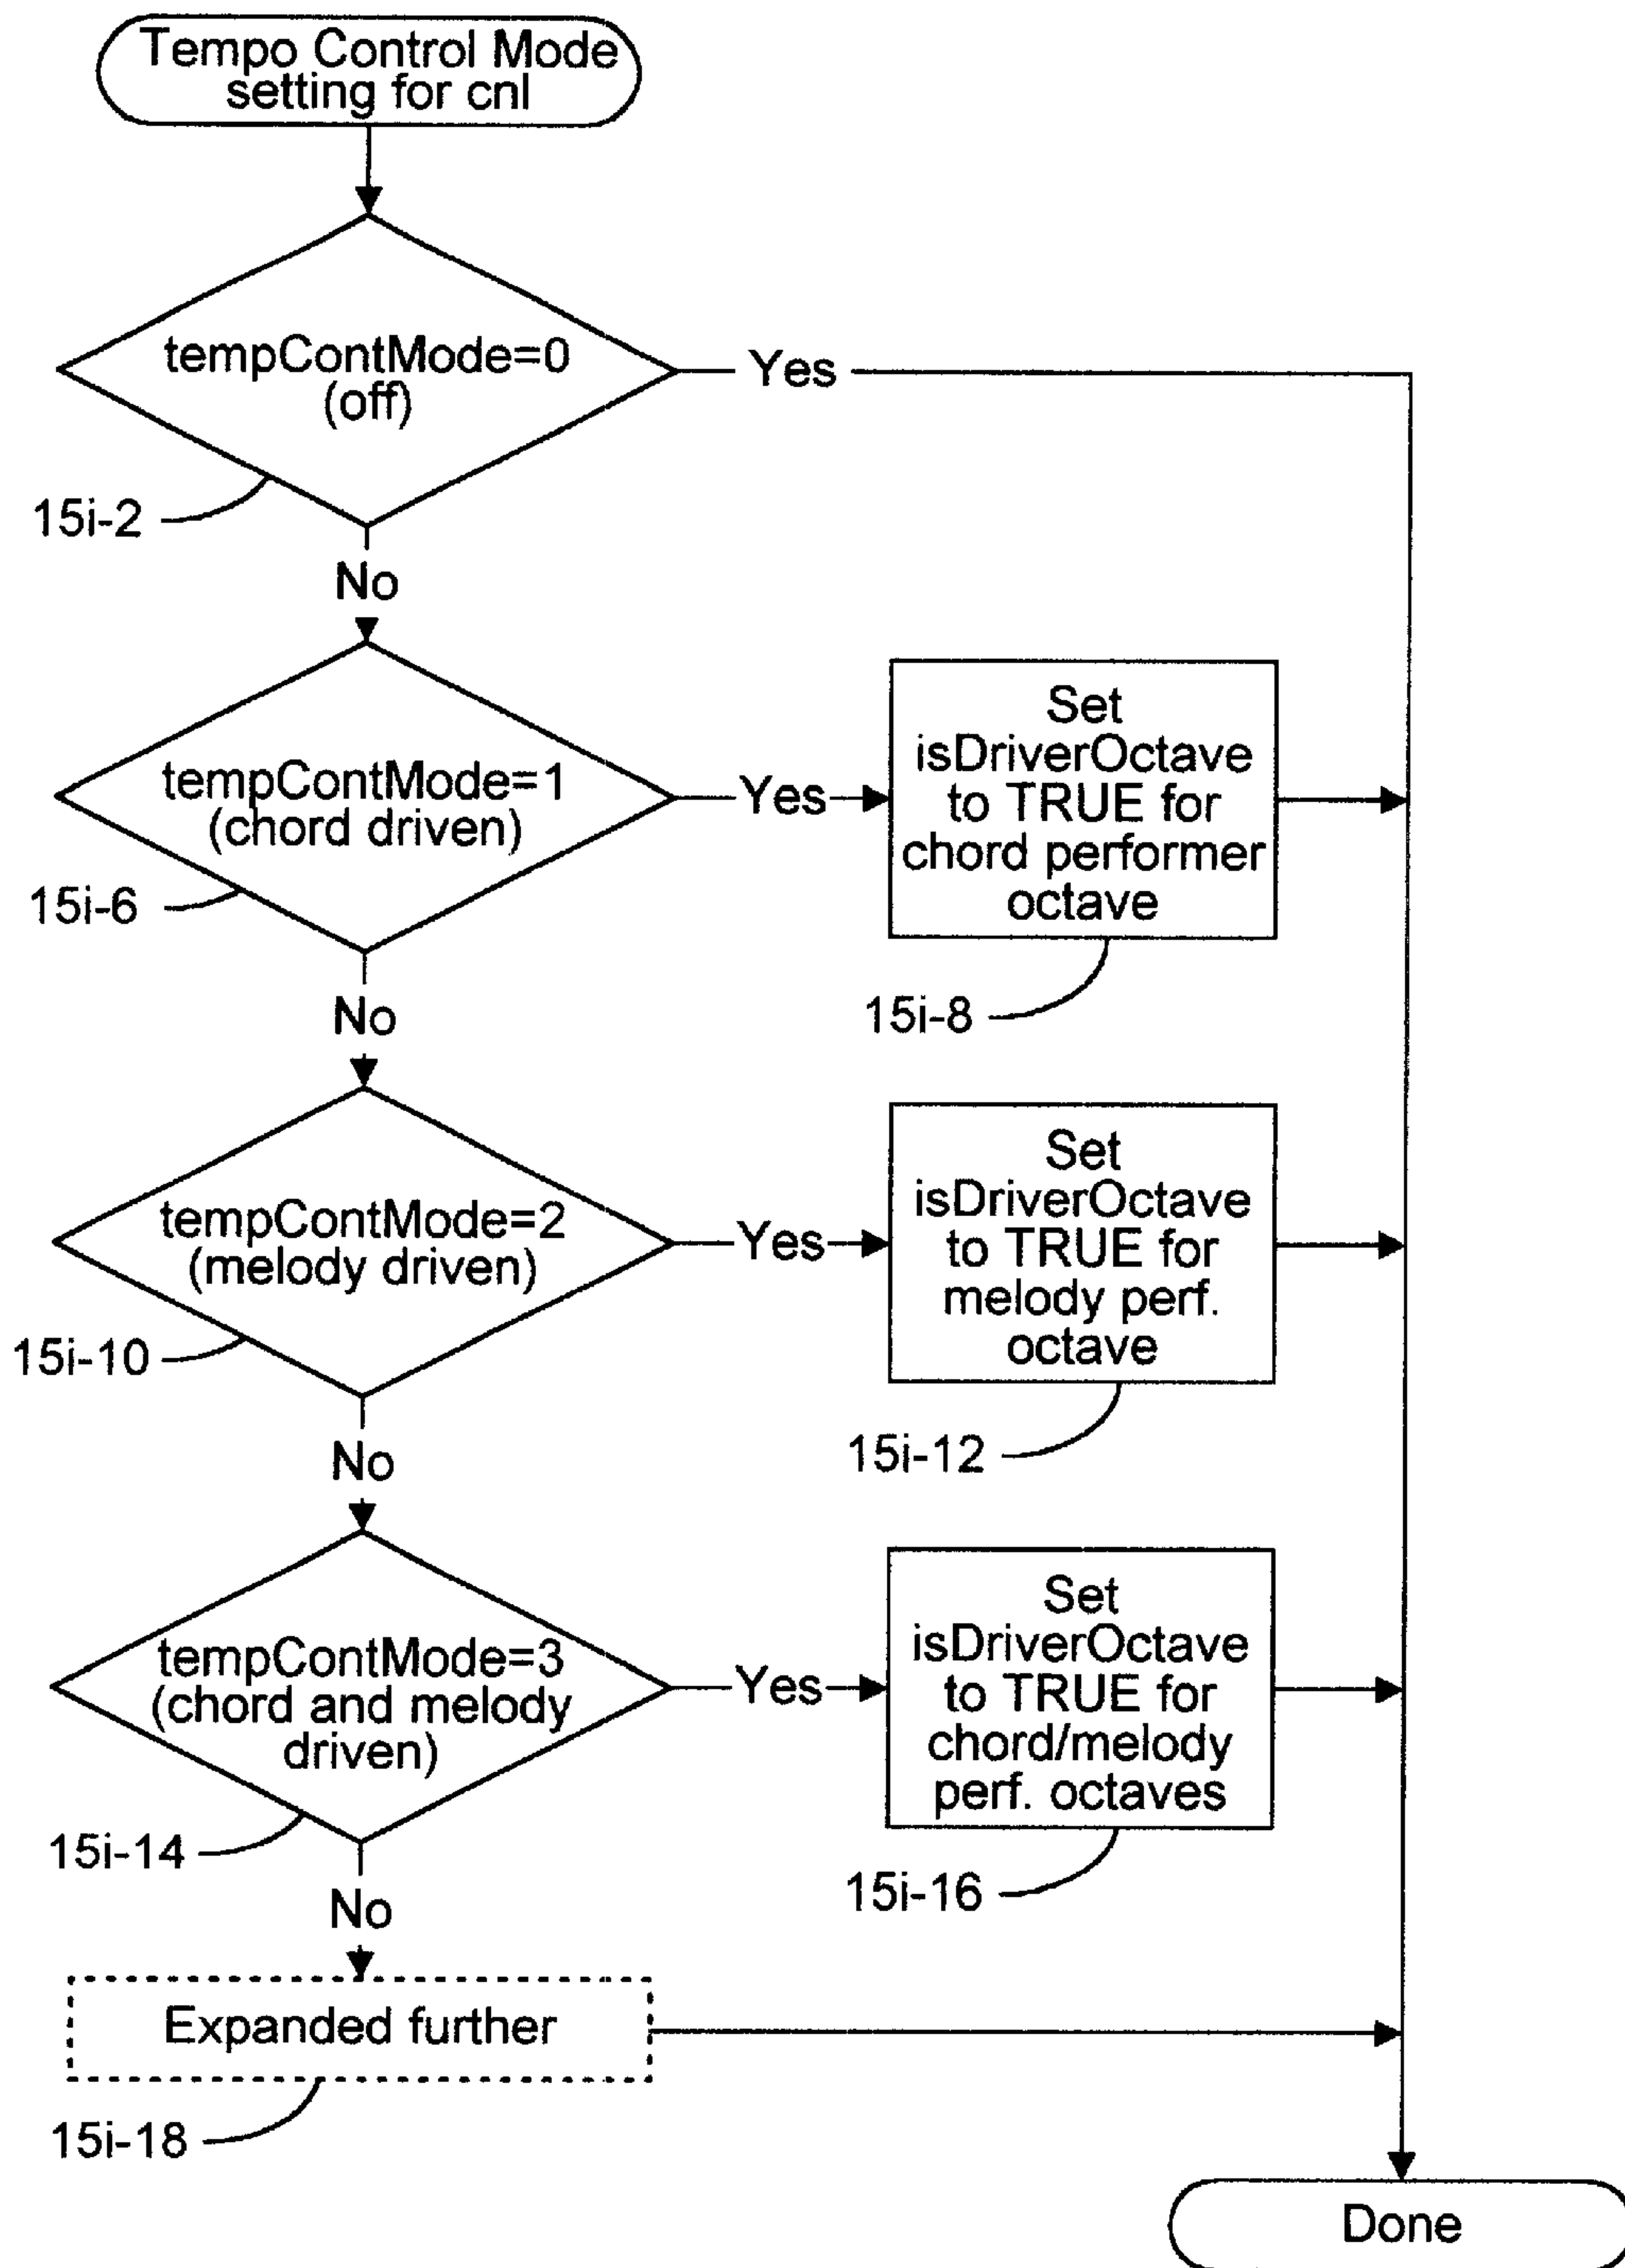 Tempo Control Mode
setting for cnl
tempContMode=0
(off)
Yes
15i-2
No
tempContMode=1
(chord driven)
Yes
Set
isDriverOctave
to TRUE for
chord performer
octave
15i-6
15i-8
No
tempContMode=2
(melody driven)
Yes
Set
isDriverOctave
to TRUE for
melody perf.
octave
15i-10
15i-12
No
tempContMode=3
(chord and melody
driven)
Yes
Set
isDriverOctave
to TRUE for
chord/melody
perf. octaves
15i-14
15i-16
No
Expanded further
15i-18
Done